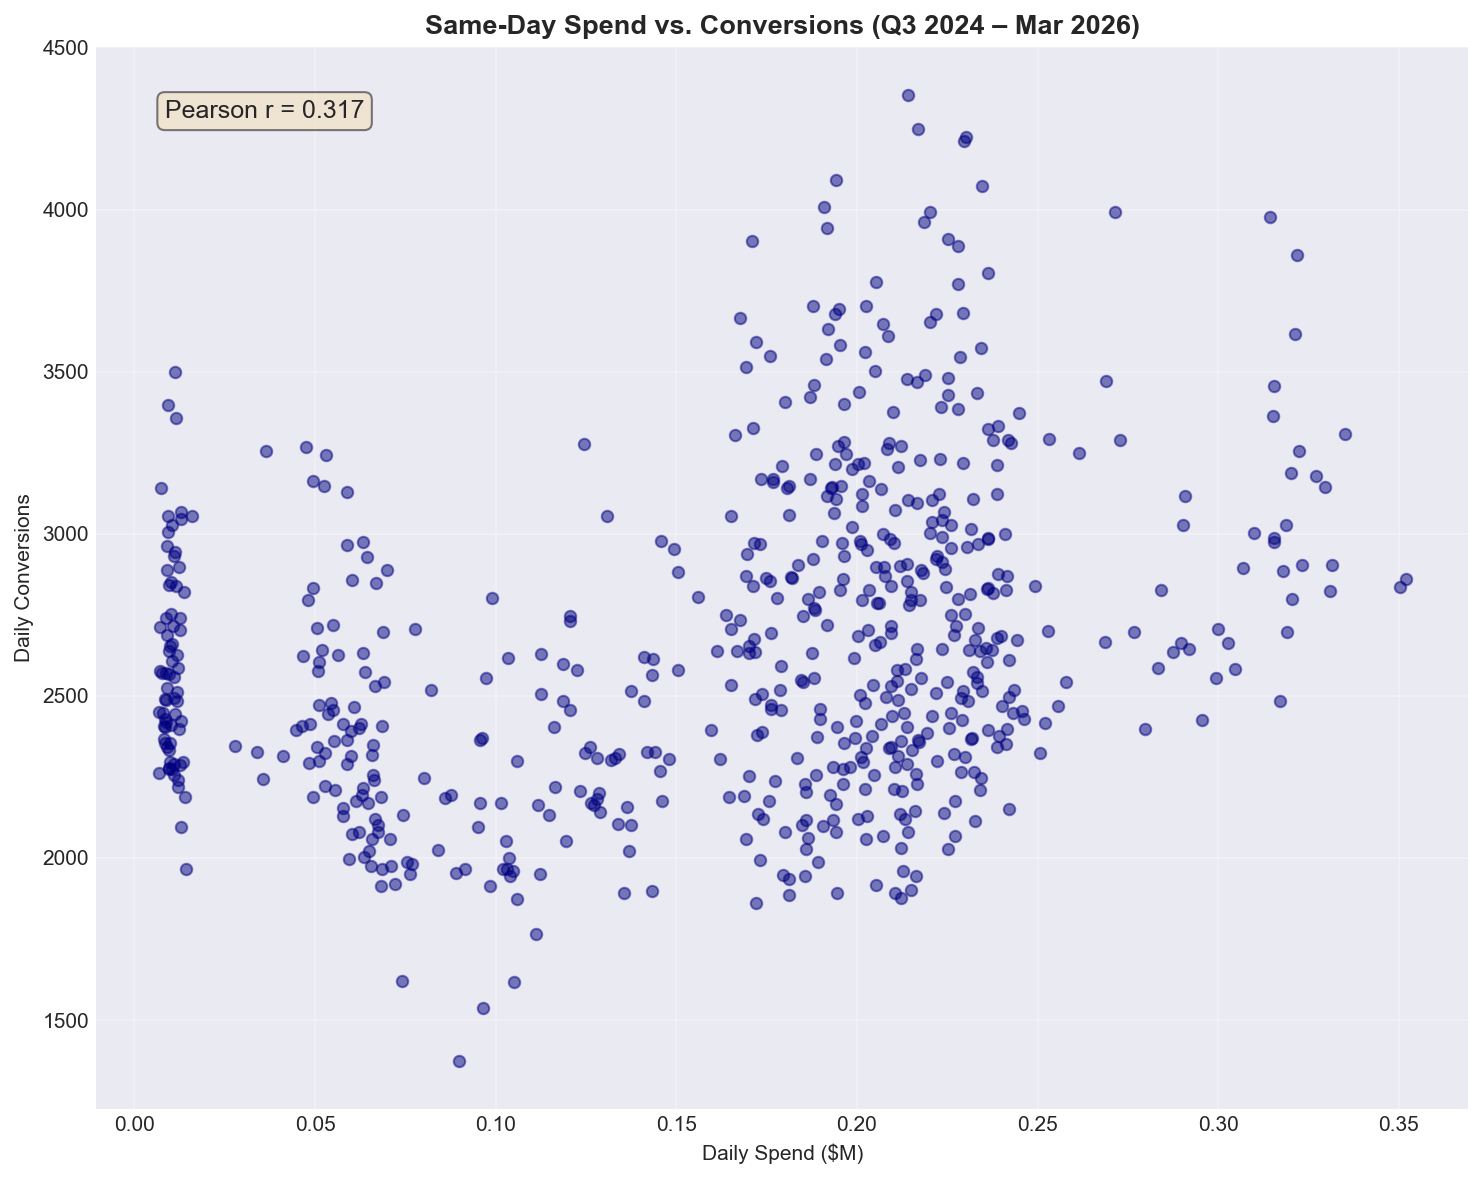 Same-Day Spend vs. Conversions (Q3 2024 – Mar 2026)
Pearson r = 0.317
Daily Conversions
4500
4000
3500
3000
2500
2000
1500
0.00 0.05 0.10 0.15 0.20 0.25 0.30 0.35
Daily Spend ($M)